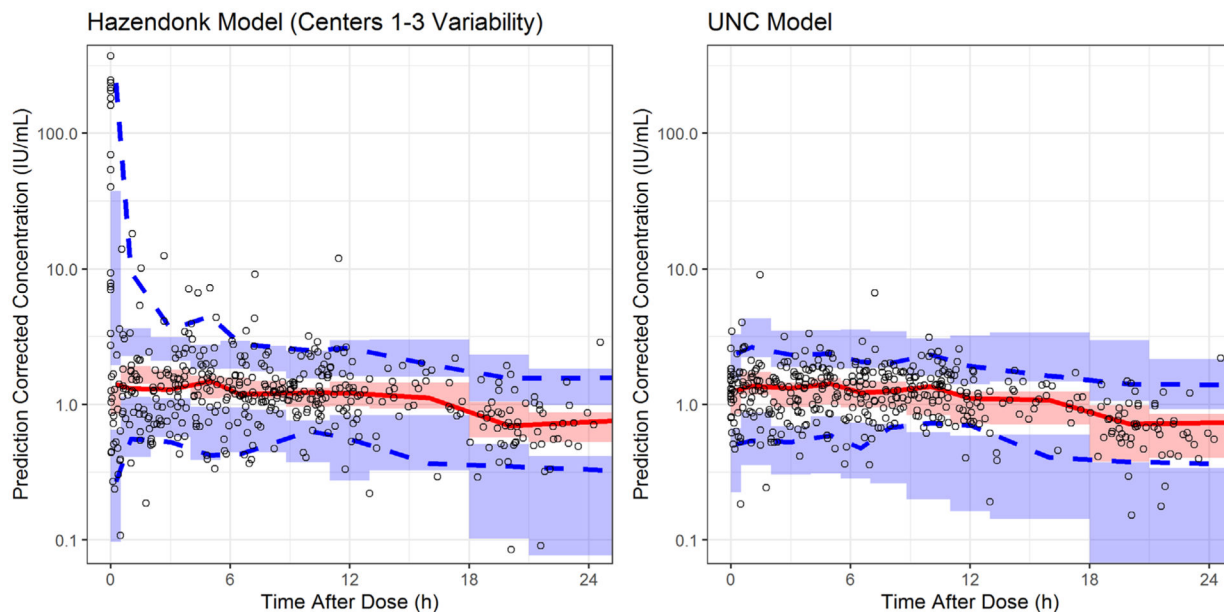 Hazendonk Model (Centers 1-3 Variability)
Prediction Corrected Concentration (IU/mL)
100.0
10.0
1.0
0.1
0 6 12 18 24
Time After Dose (h)
UNC Model
Prediction Corrected Concentration (IU/mL)
100.0
10.0
1.0
0.1
0 6 12 18 24
Time After Dose (h)